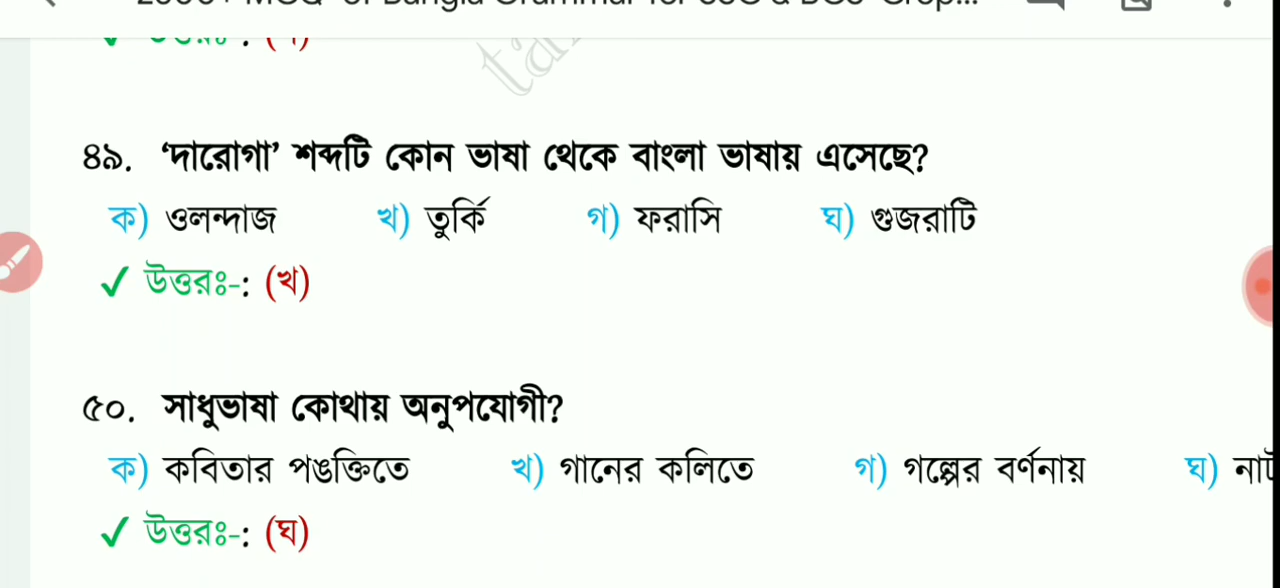 ৪৯. ‘দারোগা’ শব্দটি কোন ভাষা থেকে বাংলা ভাষায় এসেছে?
ক) ওলন্দাজ খ) তুর্কি গ) ফরাসি ঘ) গুজরাটি
✓ উত্তরঃ-: (খ)
৫০. সাধুভাষা কোথায় অনুপযোগী?
ক) কবিতার পঙক্তিতে খ) গানের কলিতে গ) গল্পের বর্ণনায় ঘ)
✓ উত্তরঃ-: (ঘ)